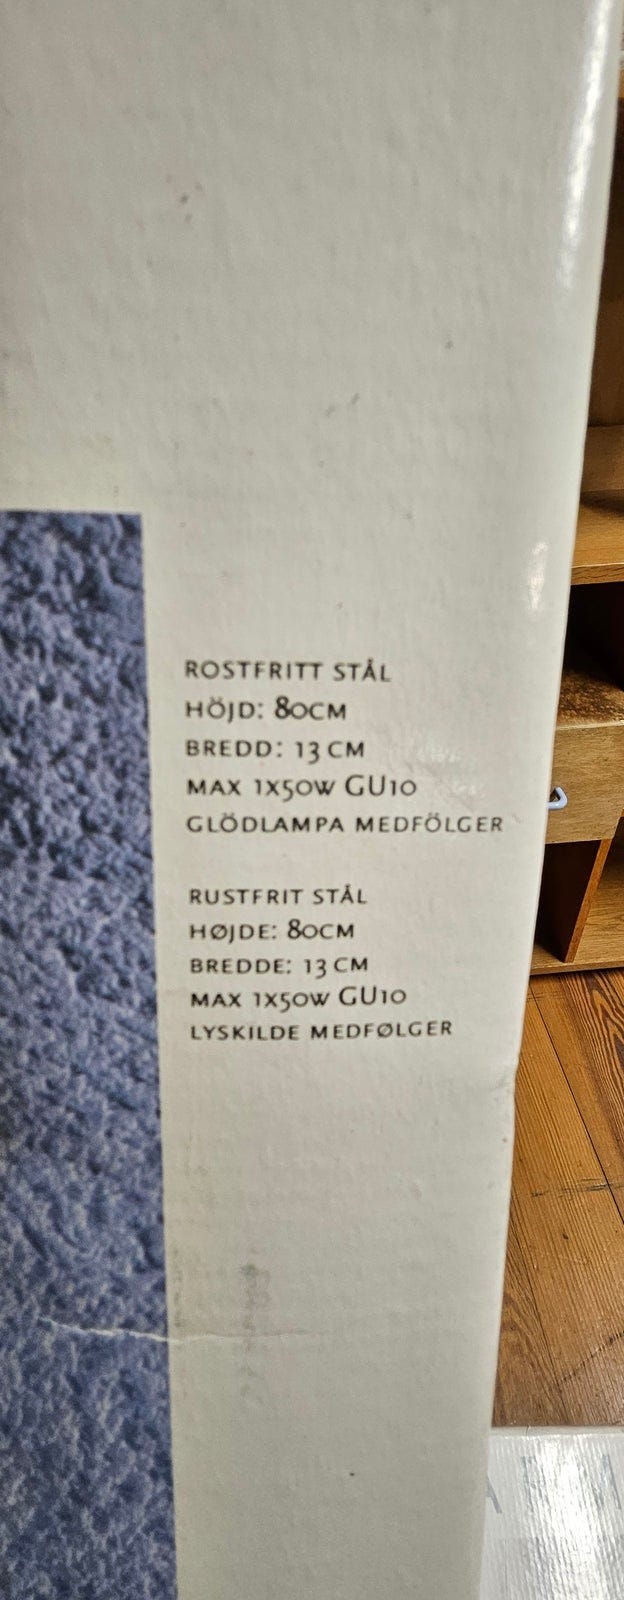 ROSTFRITT STÅL
HÖJD: 80CM
BREDD: 13 CM
MAX 1X50W GU10
GLÖDLAMPA MEDFÖLGER
RUSTFRIT STÅL
HØJDE: 80CM
BREDDE: 13 CM
MAX 1X50W GU10
LYSKILDE MEDFØLGER